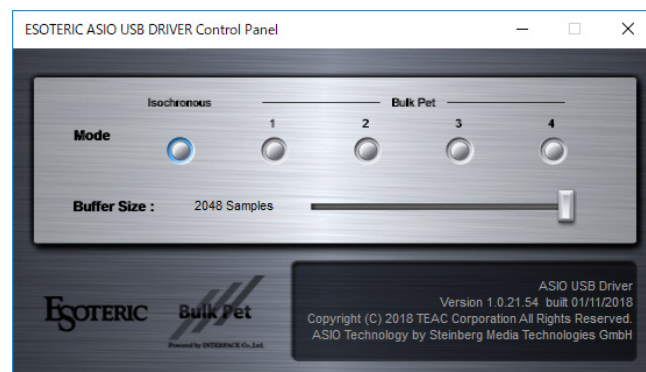 ESOTERIC ASIO USB DRIVER Control Panel
Isochronous
Bulk Pet
1 2 3 4
Mode
Buffer Size : 2048 Samples
ESOTERIC
Bulk Pet
Powered by INTERFACE Co., Ltd.
ASIO USB Driver
Version 1.0.21.54 built 01/11/2018
Copyright (C) 2018 TEAC Corporation All Rights Reserved.
ASIO Technology by Steinberg Media Technologies GmbH